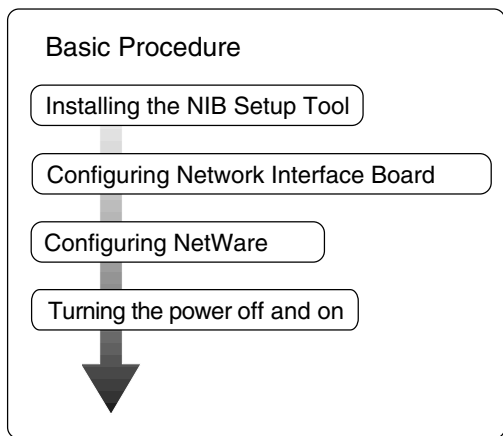 Basic Procedure
Installing the NIB Setup Tool
Configuring Network Interface Board
Configuring NetWare
Turning the power off and on